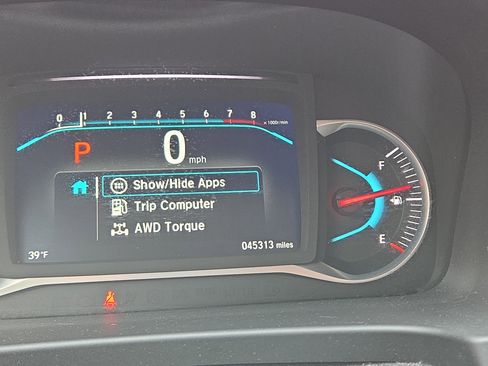 0 1 2 3 4 5 6 7 8
x 1000r/min
P 0 mph
Show/Hide Apps
Trip Computer
AWD Torque
39°F
045313 miles
F
E